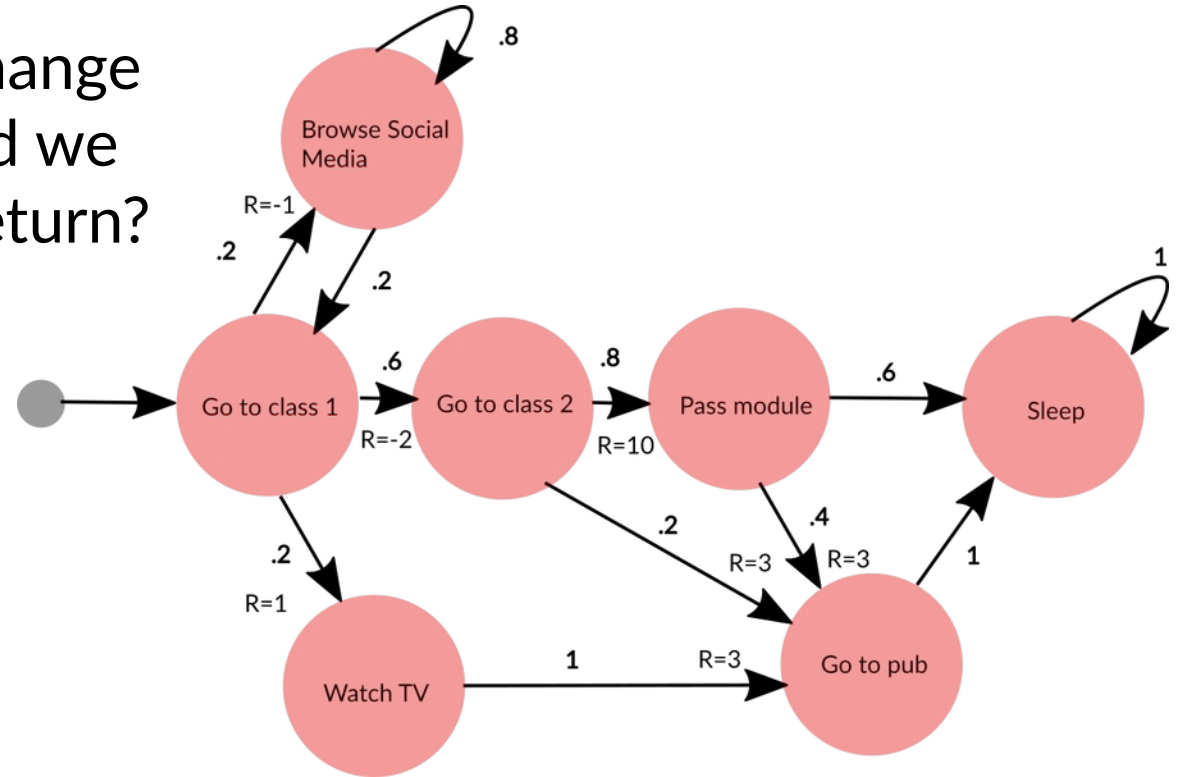 .8
Browse Social
Media
we
R=-1
.2
.2
1
.6
.8
.6
Go to class 1
Go to class 2
Pass module
Sleep
R=-2
R=10
.2
.2
.4
1
R=3
R=3
R=1
1
R=3
Go to pub
Watch TV